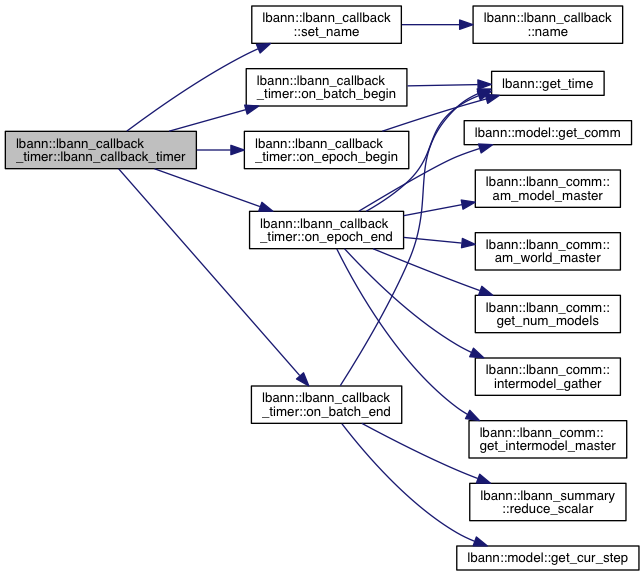 lbann::lbann_callback
_timer::lbann_callback_timer
lbann::lbann_callback
::set_name
lbann::lbann_callback
::name
lbann::lbann_callback
_timer::on_batch_begin
lbann::get_time
lbann::lbann_callback
_timer::on_epoch_begin
lbann::model::get_comm
lbann::lbann_callback
_timer::on_epoch_end
lbann::lbann_comm::
am_model_master
lbann::lbann_comm::
am_world_master
lbann::lbann_comm::
get_num_models
lbann::lbann_comm::
intermodel_gather
lbann::lbann_callback
_timer::on_batch_end
lbann::lbann_comm::
get_intermodel_master
lbann::lbann_summary
::reduce_scalar
lbann::model::get_cur_step